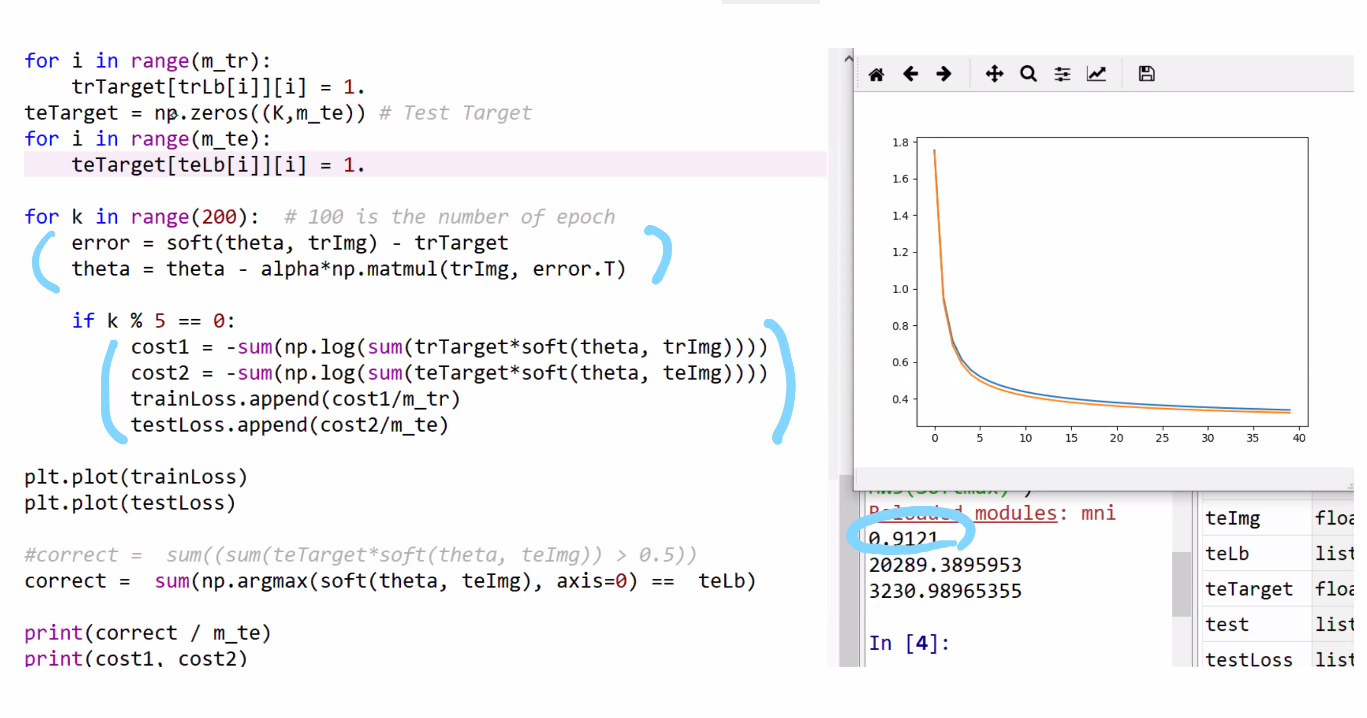 for i in range(m_tr):
    trTarget[trLb[i]][i] = 1.
teTarget = np.zeros((K,m_te)) # Test Target
for i in range(m_te):
    teTarget[teLb[i]][i] = 1.
for k in range(200):  # 100 is the number of epoch
    error = soft(theta, trImg) - trTarget
    theta = theta - alpha*np.matmul(trImg, error.T)
    if k % 5 == 0:
        cost1 = -sum(np.log(sum(trTarget*soft(theta, trImg))))
        cost2 = -sum(np.log(sum(teTarget*soft(theta, teImg))))
        trainLoss.append(cost1/m_tr)
        testLoss.append(cost2/m_te)
plt.plot(trainLoss)
plt.plot(testLoss)
#correct =  sum((sum(teTarget*soft(theta, teImg)) > 0.5))
correct =  sum(np.argmax(soft(theta, teImg), axis=0) ==  teLb)
print(correct / m_te)
print(cost1, cost2)
1.8
1.6
1.4
1.2
1.0
0.8
0.6
0.4
0 5 10 15 20 25 30 35 40
Reloaded modules: mni
0.9121
20289.3895953
3230.98965355
In [4]:
teImg floa
teLb list
teTarget floa
test list
testLoss list